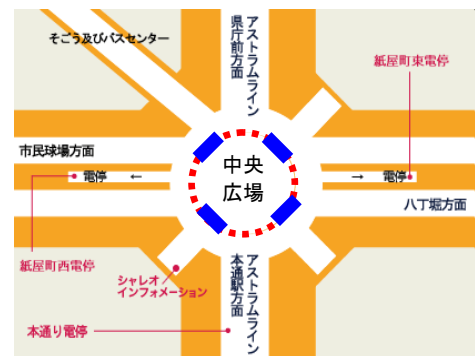 そごう及びバスセンター
アストラムライン
県庁前方面
紙屋町東電停
市民球場方面
中央
広場
電停 ←
→ 電停
八丁堀方面
紙屋町西電停
シャレオ
インフォメーション
アストラムライン
本通駅方面
本通り電停